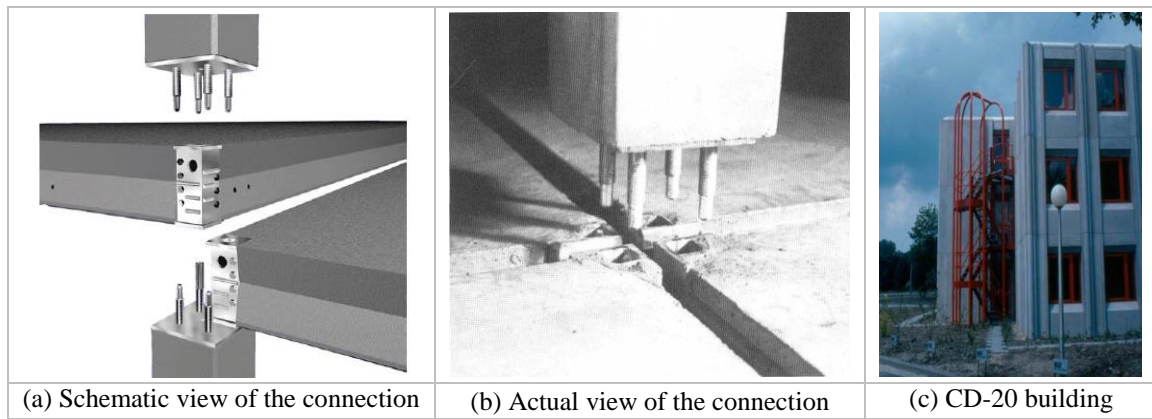 (a) Schematic view of the connection
(b) Actual view of the connection
(c) CD-20 building